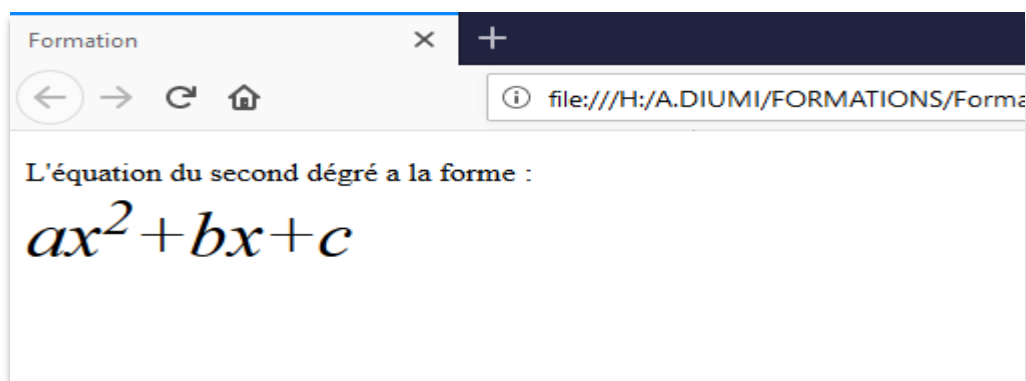 Formation
file:///H:/A.DIUMI/FORMATIONS/Forma
L'équation du second dégré a la forme :
ax²+bx+c